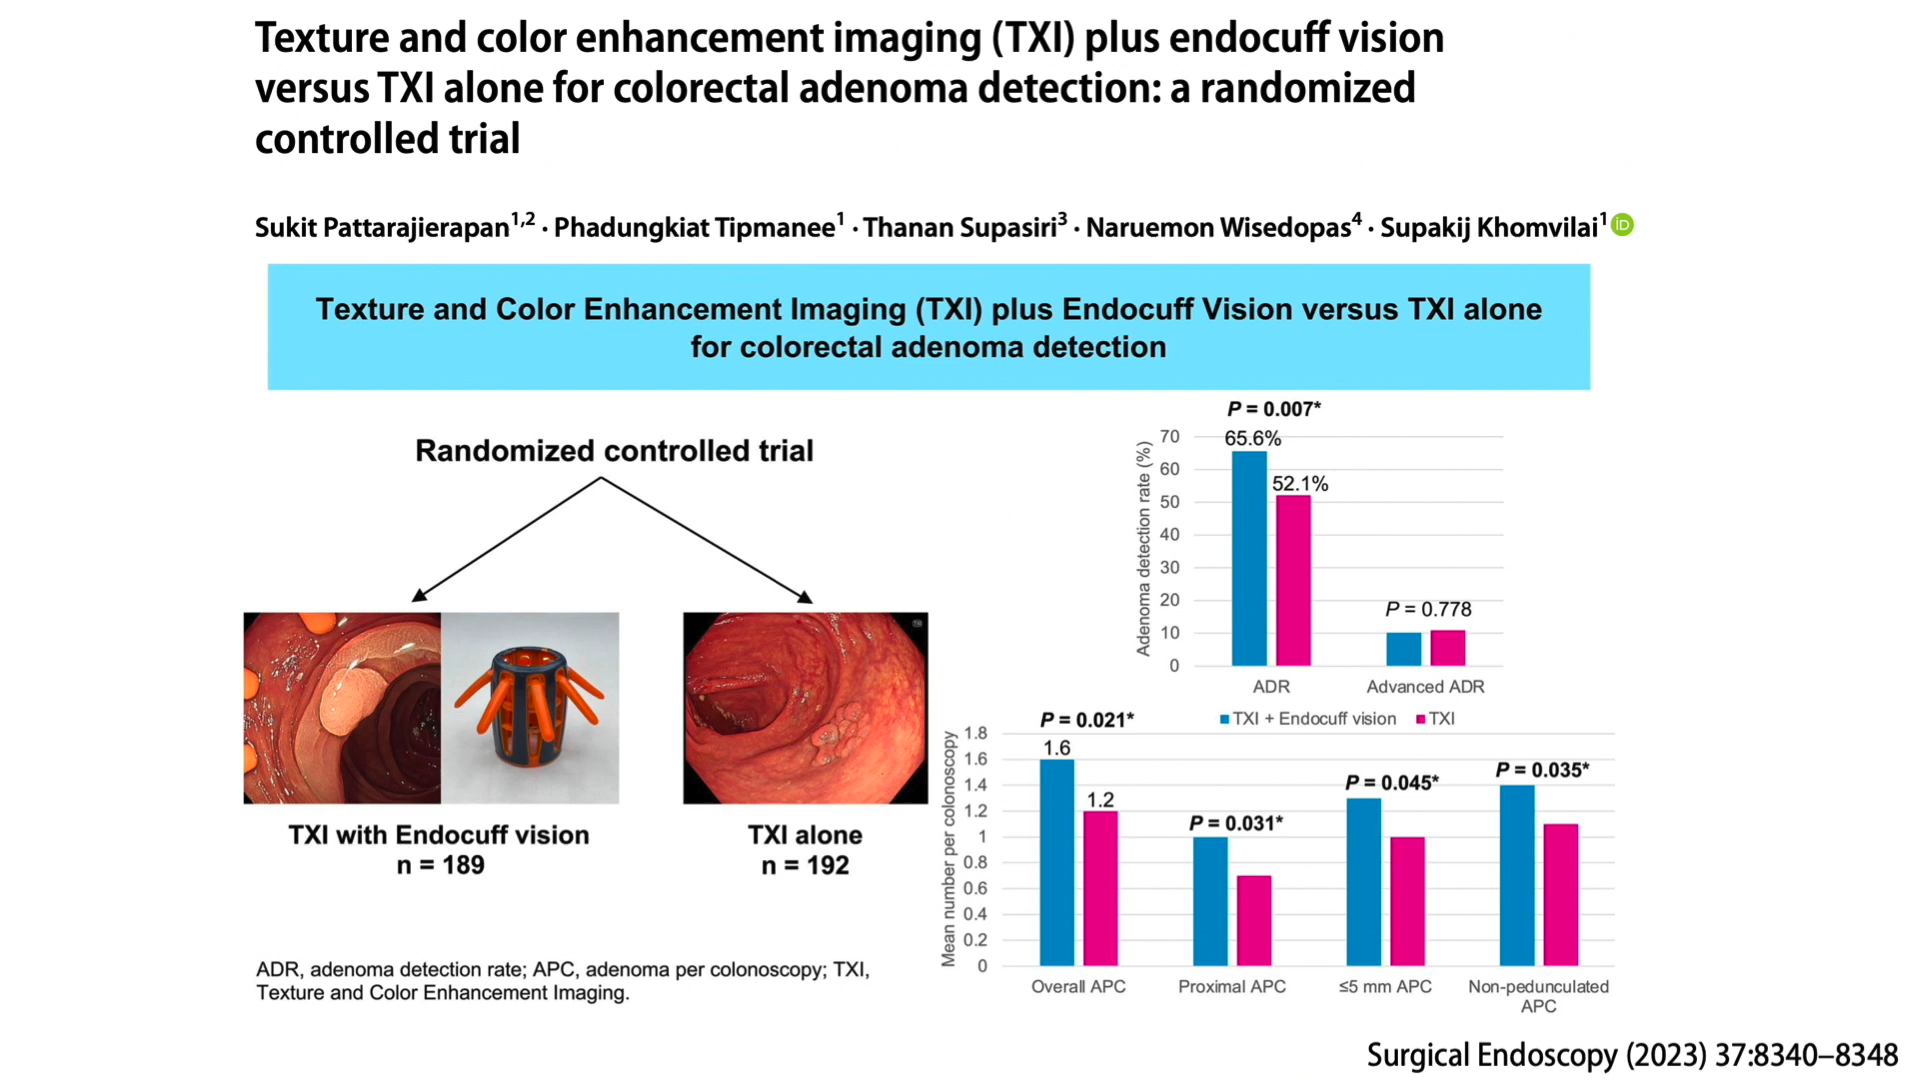 Texture and color enhancement imaging (TXI) plus endocuff vision
versus TXI alone for colorectal adenoma detection: a randomized
controlled trial
Sukit Pattarajierapan1,2 · Phadungkiat Tipmanee1 · Thanan Supasiri3 · Naruemon Wisedopas4 · Supakij Khomvilai1 iD
Texture and Color Enhancement Imaging (TXI) plus Endocuff Vision versus TXI alone
for colorectal adenoma detection
Randomized controlled trial
TXI with Endocuff vision
n = 189
TXI alone
n = 192
ADR, adenoma detection rate; APC, adenoma per colonoscopy; TXI,
Texture and Color Enhancement Imaging.
Adenoma detection rate (%)
P = 0.007*
70
65.6%
60
52.1%
50
40
30
20
P = 0.778
10
0
ADR
Advanced ADR
TXI + Endocuff vision
TXI
Mean number per colonoscopy
P = 0.021*
1.8
1.6
1.6
P = 0.045*
P = 0.035*
1.4
1.2
1.2
P = 0.031*
1
0.8
0.6
0.4
0.2
0
Overall APC
Proximal APC
≤5 mm APC
Non-pedunculated
APC
Surgical Endoscopy (2023) 37:8340–8348